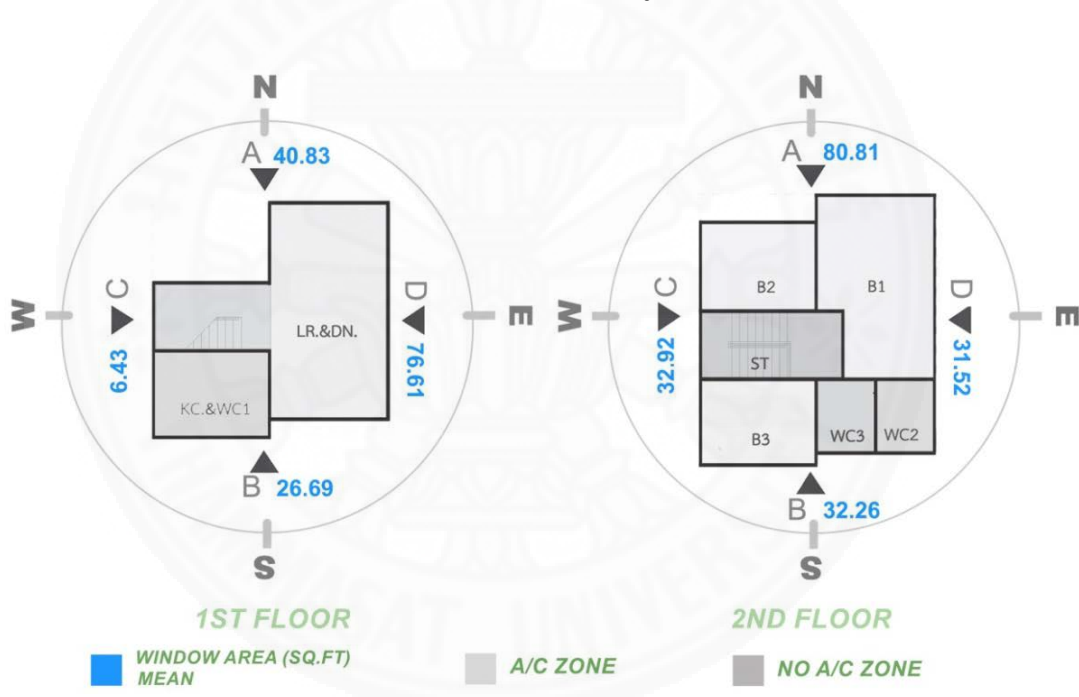 N
N
A 40.83
A 80.81
C
D
C
D
W
E
W
E
6.43
76.61
32.92
31.52
LR.&DN.
KC.&WC1
B2
B1
ST
B3
WC3
WC2
B 26.69
B 32.26
S
S
1ST FLOOR
2ND FLOOR
WINDOW AREA (SQ.FT)
MEAN
A/C ZONE
NO A/C ZONE